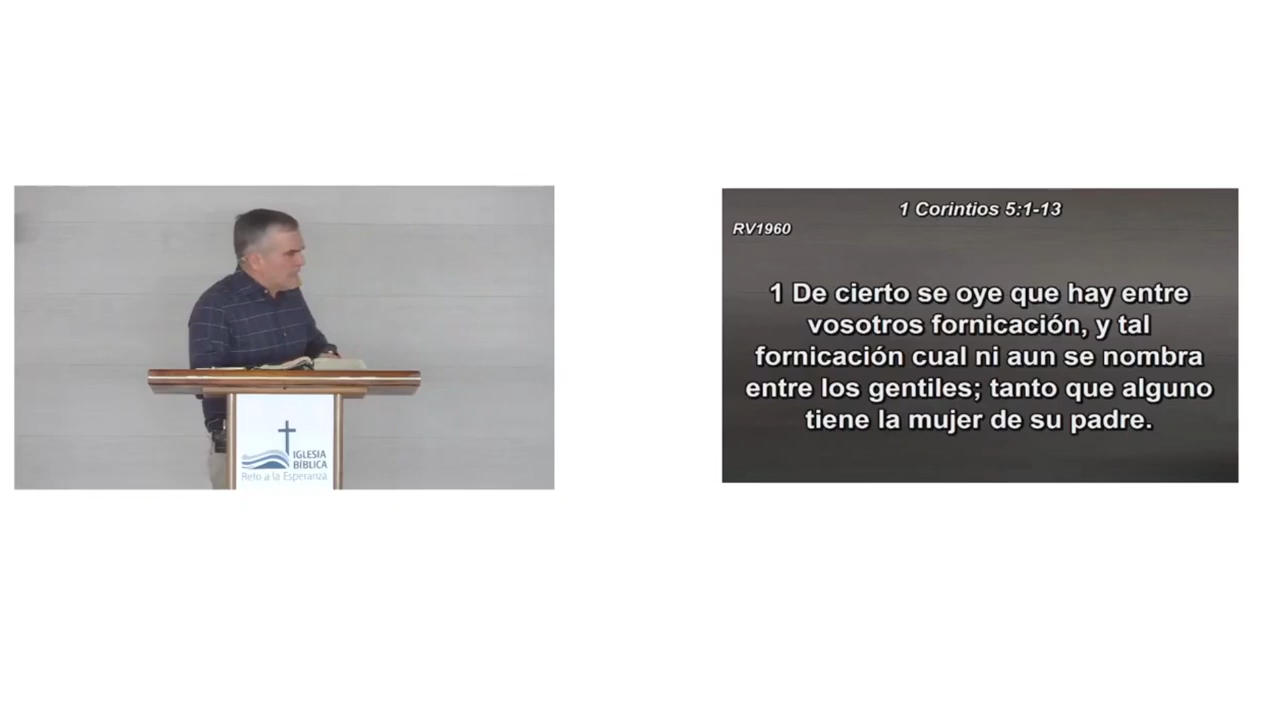 IGLESIA
BÍBLICA
Reto a la Esperanza
1 Corintios 5:1-13
RV1960
1 De cierto se oye que hay entre
vosotros fornicación, y tal
fornicación cual ni aun se nombra
entre los gentiles; tanto que alguno
tiene la mujer de su padre.